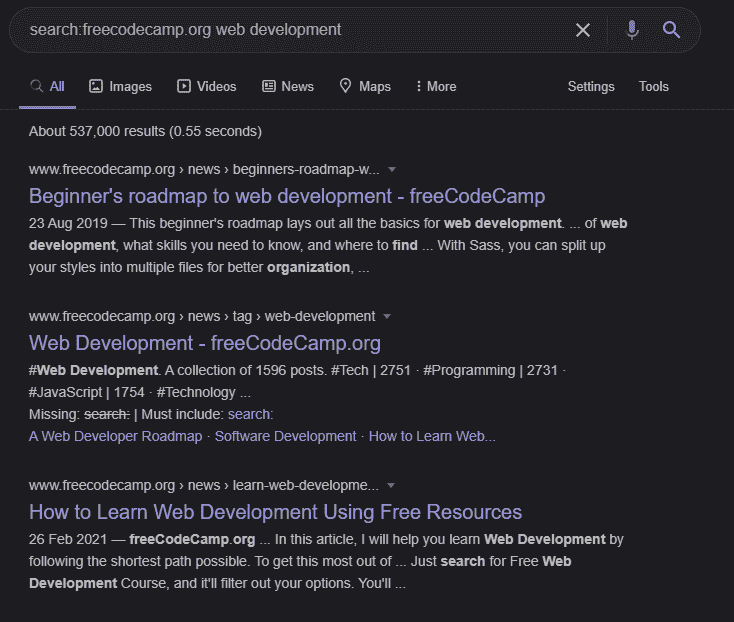 search:freecodecamp.org web development
All Images Videos News Maps More Settings Tools
About 537,000 results (0.55 seconds)
www.freecodecamp.org › news › beginners-roadmap-w...
Beginner's roadmap to web development - freeCodeCamp
23 Aug 2019 — This beginner's roadmap lays out all the basics for web development. ... of web
development, what skills you need to know, and where to find ... With Sass, you can split up
your styles into multiple files for better organization, ...
www.freecodecamp.org › news › tag › web-development
Web Development - freeCodeCamp.org
#Web Development. A collection of 1596 posts. #Tech | 2751 · #Programming | 2731 ·
#JavaScript | 1754 · #Technology ...
Missing: search: | Must include: search:
A Web Developer Roadmap · Software Development · How to Learn Web...
www.freecodecamp.org › news › learn-web-developme...
How to Learn Web Development Using Free Resources
26 Feb 2021 — freeCodeCamp.org ... In this article, I will help you learn Web Development by
following the shortest path possible. To get this most out of ... Just search for Free Web
Development Course, and it'll filter out your options. You'll ...